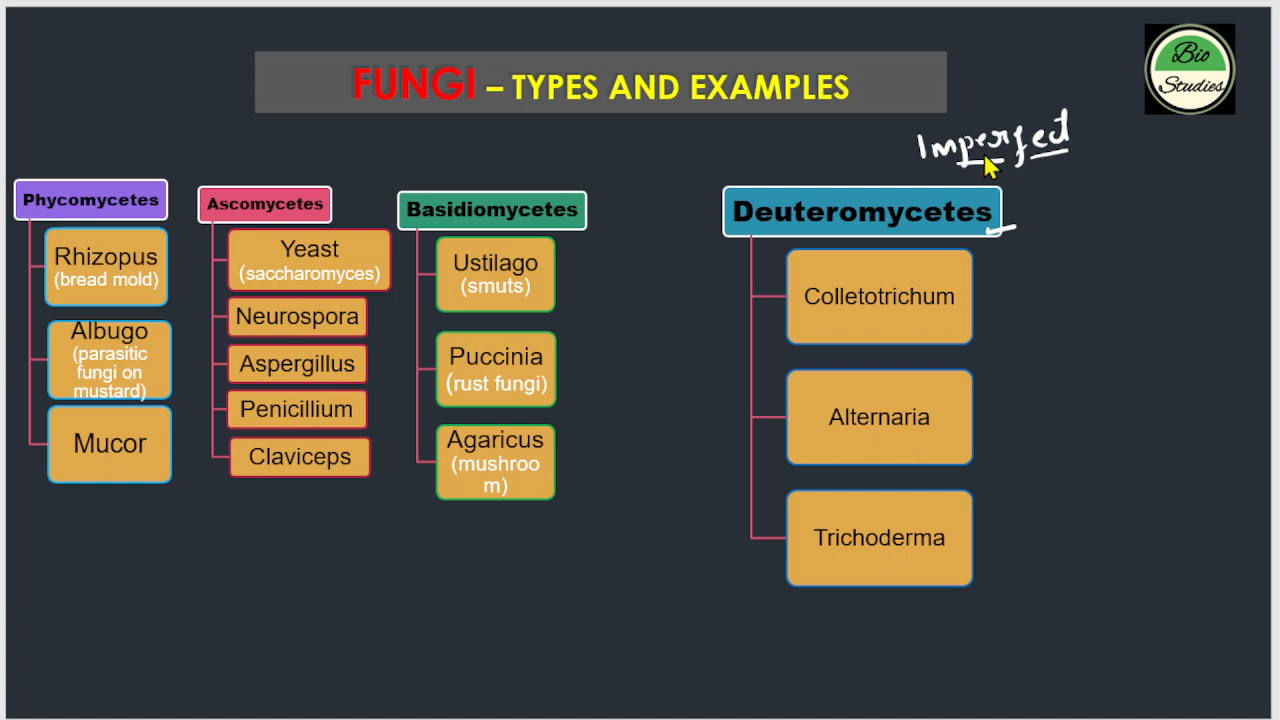 FUNGI – TYPES AND EXAMPLES
Bio
Studies
Imperfect
Phycomycetes
Rhizopus
(bread mold)
Albugo
(parasitic
fungi on
mustard)
Mucor
Ascomycetes
Yeast
(saccharomyces)
Neurospora
Aspergillus
Penicillium
Claviceps
Basidiomycetes
Ustilago
(smuts)
Puccinia
(rust fungi)
Agaricus
(mushroo
m)
Deuteromycetes
Colletotrichum
Alternaria
Trichoderma